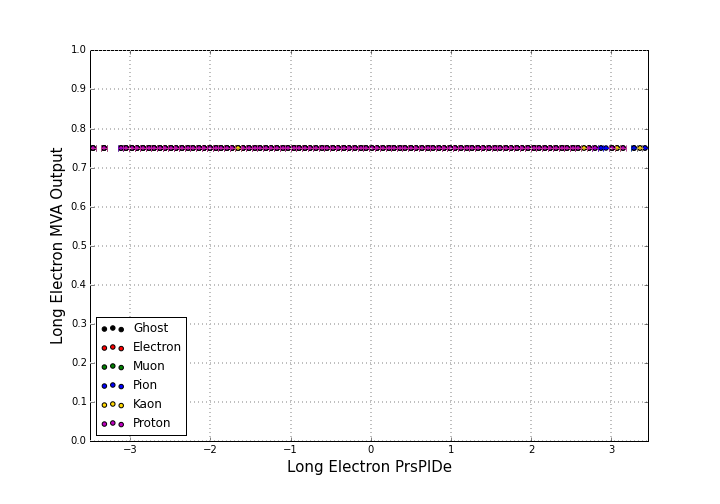 1.0
0.9
0.8
0.7
0.6
0.5
0.4
0.3
0.2
0.1
0.0
Long Electron MVA Output
Ghost
Electron
Muon
Pion
Kaon
Proton
−3 −2 −1 0 1 2 3
Long Electron PrsPIDe